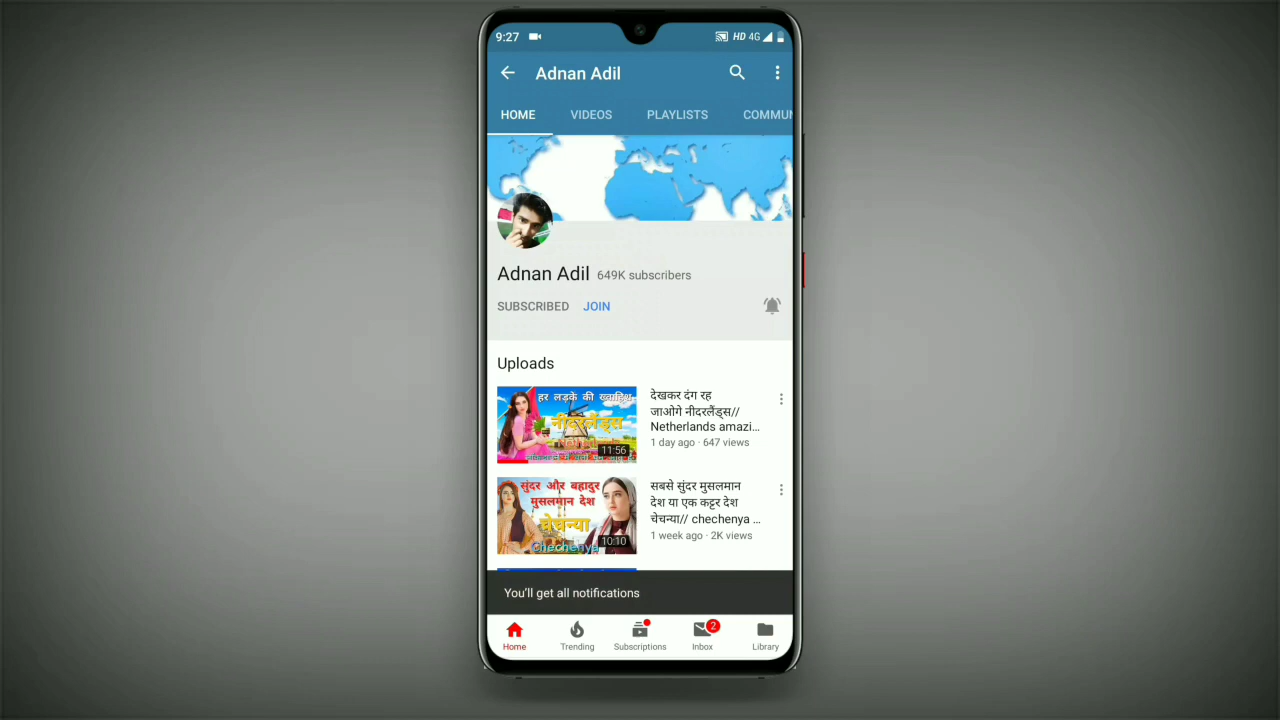 9:27
HD 4G
Adnan Adil
HOME VIDEOS PLAYLISTS COMMUN
Adnan Adil 649K subscribers
SUBSCRIBED JOIN
Uploads
हर लड़के की ख्वाहिश
नीदरलैंड्स
11:56
देखकर दंग रह
जाओगे नीदरलैंड्स//
Netherlands amazi...
1 day ago · 647 views
सुंदर और बहादुर
मुसलमान देश
चेचन्या
Chechenya
10:10
सबसे सुंदर मुसलमान
देश या एक कट्टर देश
चेचन्या// chechenya ...
1 week ago · 2K views
You'll get all notifications
2
Home Trending Subscriptions Inbox Library